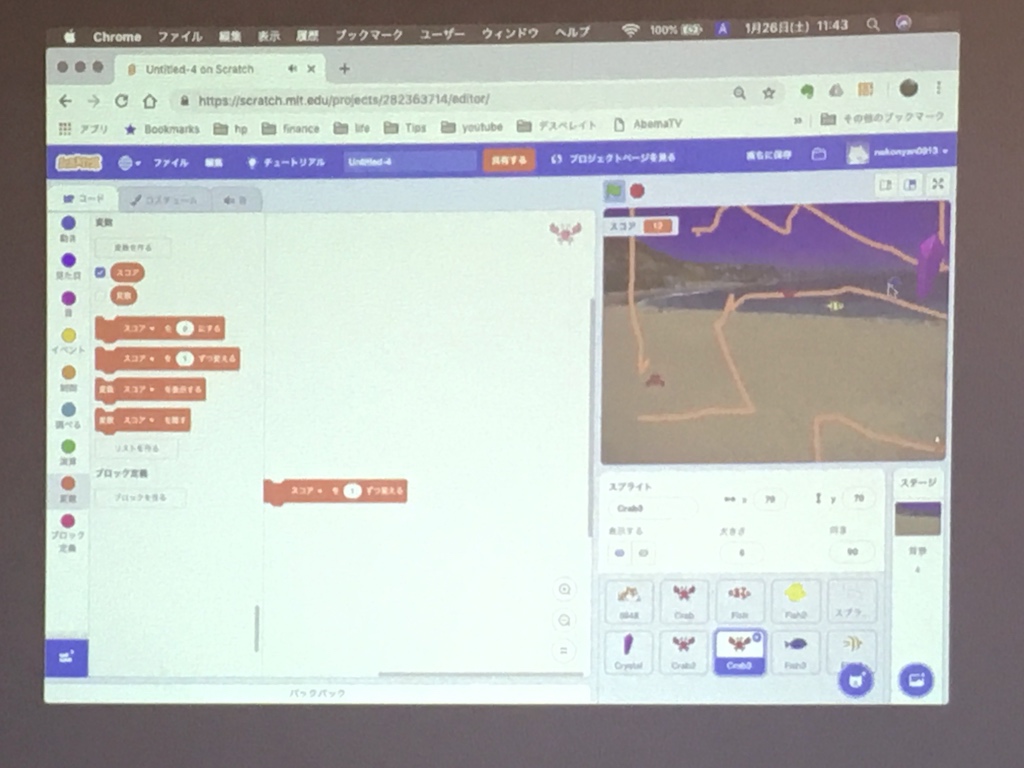 Chrome ファイル 編集 表示 履歴 ブックマーク ユーザー ウィンドウ ヘルプ 100% A 1月26日(土) 11:43
Untitled-4 on Scratch
https://scratch.mit.edu/projects/282363714/editor/
アプリ Bookmarks hp finance life Tips youtube デスペレイト AbemaTV » その他のブックマーク
SCRATCH ファイル 編集 チュートリアル Untitled-4 共有する プロジェクトページを見る 直ちに保存
コード コスチューム 音
動き
見た目
音
イベント
制御
調べる
演算
変数
ブロック定義
変数
変数を作る
スコア
変数
スコア を 0 にする
スコア を 1 ずつ変える
変数 スコア を表示する
変数 スコア を隠す
リストを作る
ブロック定義
ブロックを作る
スコア を 1 ずつ変える
バックパック
スコア
スプライト
Crab3
x 70
y 70
表示する
大きさ
向き
6
90
Crab Fish Fish2 スプラ...
Crystal Crab2 Crab3 Fish3
ステージ
背景
4